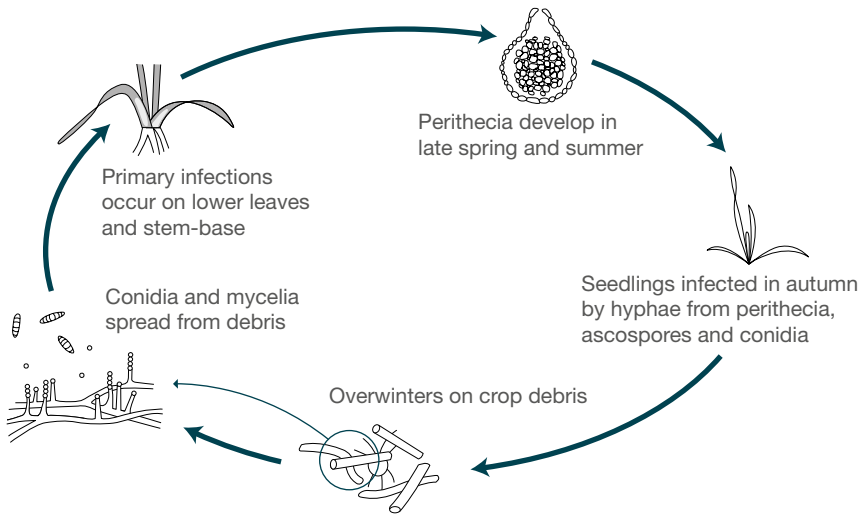 Perithecia develop in
late spring and summer
Primary infections
occur on lower leaves
and stem-base
Seedlings infected in autumn
by hyphae from perithecia,
ascospores and conidia
Conidia and mycelia
spread from debris
Overwinters on crop debris